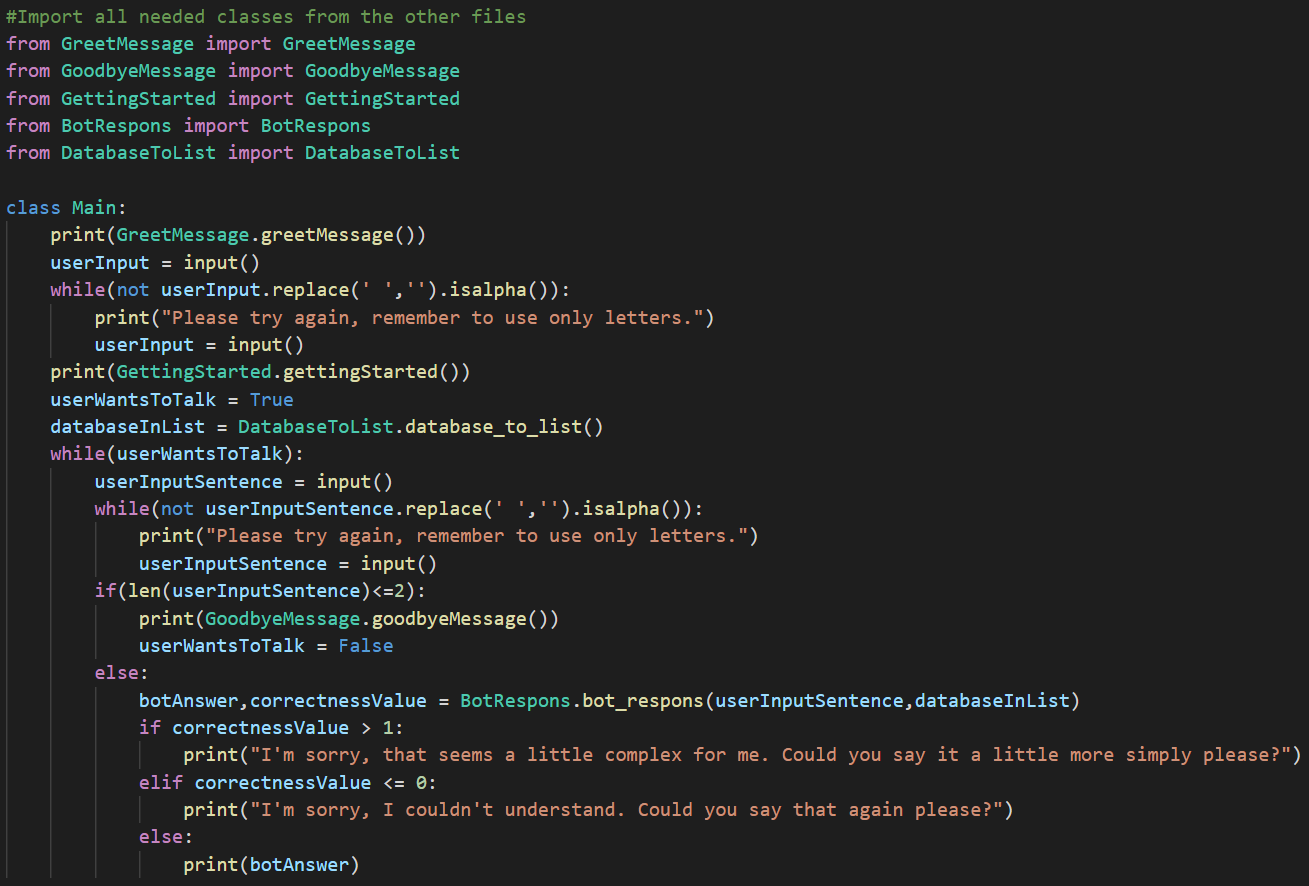 #Import all needed classes from the other files
from GreetMessage import GreetMessage
from GoodbyeMessage import GoodbyeMessage
from GettingStarted import GettingStarted
from BotRespons import BotRespons
from DatabaseToList import DatabaseToList

class Main:
    print(GreetMessage.greetMessage())
    userInput = input()
    while(not userInput.replace(' ','').isalpha()):
        print("Please try again, remember to use only letters.")
        userInput = input()
    print(GettingStarted.gettingStarted())
    userWantsToTalk = True
    databaseInList = DatabaseToList.database_to_list()
    while(userWantsToTalk):
        userInputSentence = input()
        while(not userInputSentence.replace(' ','').isalpha()):
            print("Please try again, remember to use only letters.")
            userInputSentence = input()
        if(len(userInputSentence)<=2):
            print(GoodbyeMessage.goodbyeMessage())
            userWantsToTalk = False
        else:
            botAnswer,correctnessValue = BotRespons.bot_respons(userInputSentence,databaseInList)
            if correctnessValue > 1:
                print("I'm sorry, that seems a little complex for me. Could you say it a little more simply please?")
            elif correctnessValue <= 0:
                print("I'm sorry, I couldn't understand. Could you say that again please?")
            else:
                print(botAnswer)